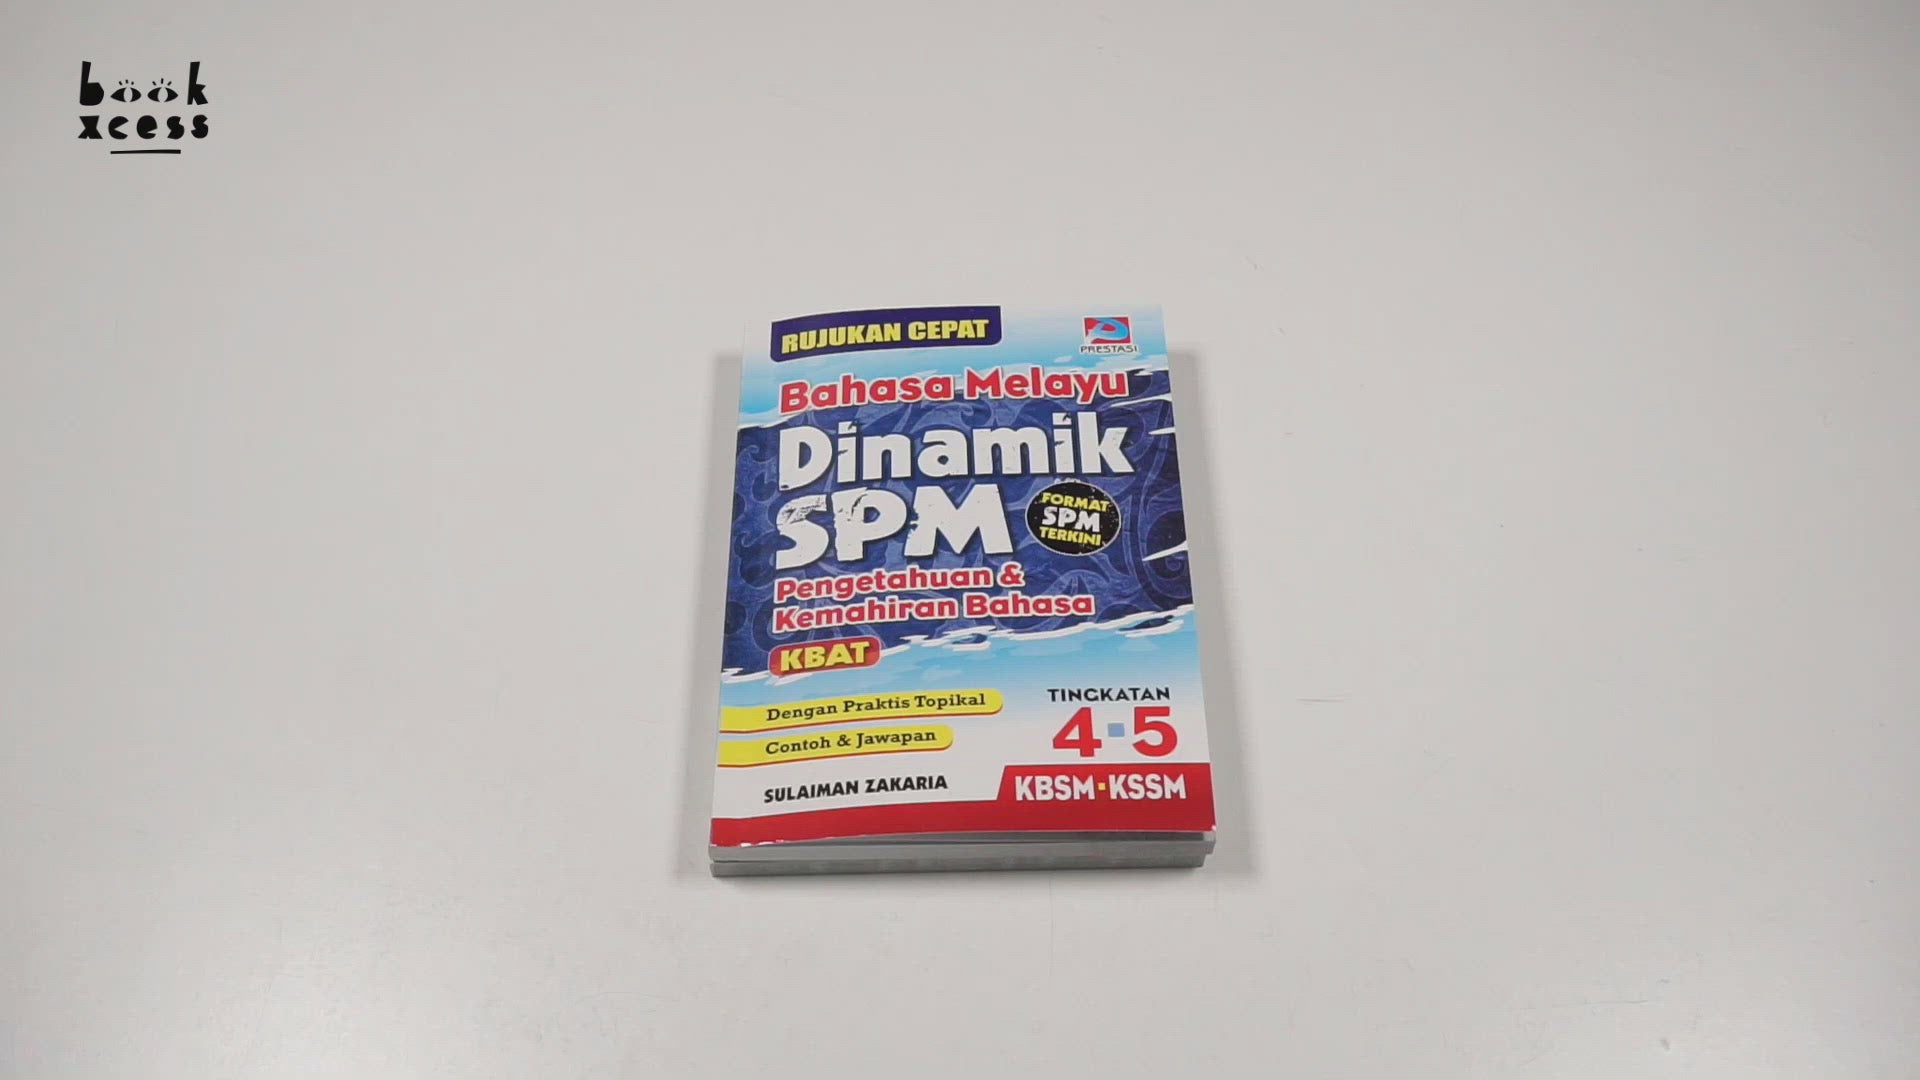 book
xcess
RUJUKAN CEPAT
PRESTASI
Bahasa Melayu
Dinamik
SPM
FORMAT
SPM
TERKINI
Pengetahuan &
Kemahiran Bahasa
KBAT
Dengan Praktis Topikal
Contoh & Jawapan
TINGKATAN
4▪5
SULAIMAN ZAKARIA
KBSM▪KSSM